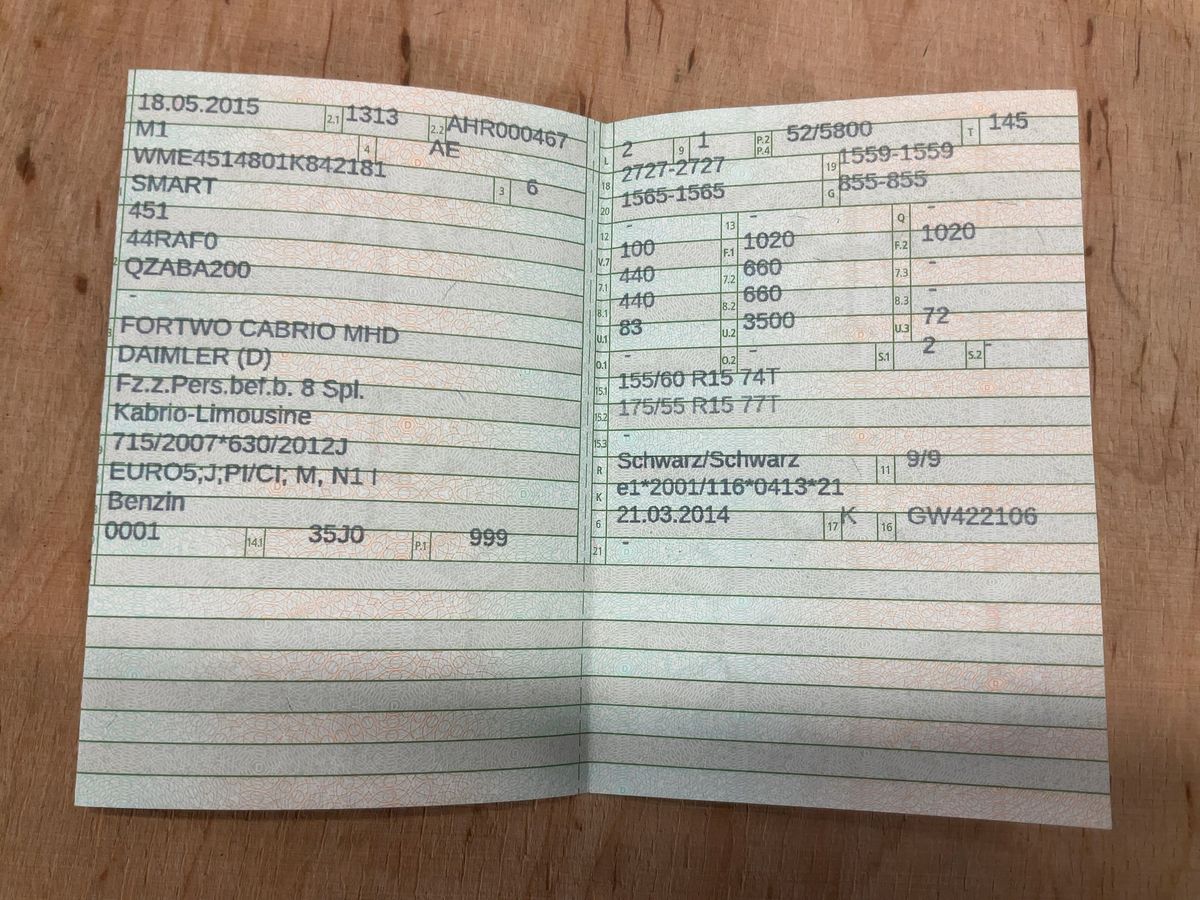 18.05.2015 2.1 1313 2.2 AHR000467
M1 4 AE
WME4514801K842181 3 6
SMART
451
44RAF0
QZABA200
-
FORTWO CABRIO MHD
DAIMLER (D)
Fz.z.Pers.bef.b. 8 Spl.
Kabrio-Limousine
715/2007*630/2012J
EURO5;J;PI/CI; M, N1 I
Benzin
0001 14.1 35J0 P.1 999
L 2 9 1 P.2 P.4 52/5800 T 145
18 2727-2727 19 1559-1559
20 1565-1565 G 855-855
12 - 13 - Q -
V.7 100 F.1 1020 F.2 1020
7.1 440 7.2 660 7.3 -
8.1 440 8.2 660 8.3 -
U.1 83 U.2 3500 U.3 72
O.1 - O.2 - S.1 2 S.2 -
15.1 155/60 R15 74T
15.2 175/55 R15 77T
15.3 -
R Schwarz/Schwarz 11 9/9
K e1*2001/116*0413*21
6 21.03.2014 17 K 16 GW422106
21 -